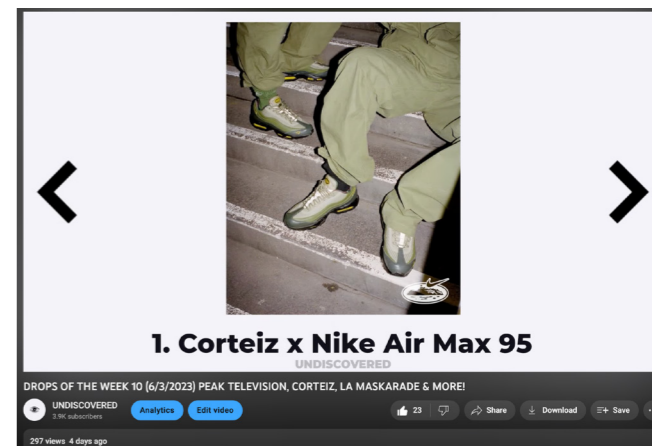 1. Corteiz x Nike Air Max 95
UNDISCOVERED
DROPS OF THE WEEK 10 (6/3/2023) PEAK TELEVISION, CORTEIZ, LA MASKARADE & MORE!
UNDISCOVERED
3.9K subscribers
Analytics
Edit video
23
Share
Download
Save
297 views 4 days ago